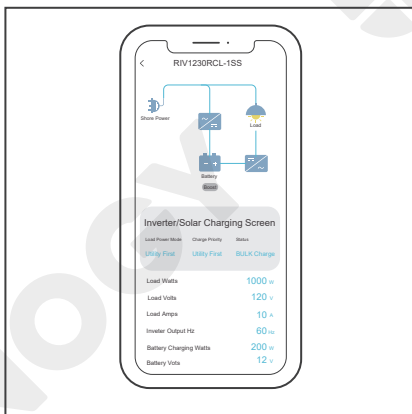 RIV1230RCL-1SS
Shore Power
Load
Battery
Boost
Inverter/Solar Charging Screen
Load Power Mode Charge Priority Status
Utility First Utility First BULK Charge
Load Watts 1000 W
Load Volts 120 V
Load Amps 10 A
Inveter Output Hz 60 Hz
Battery Charging Watts 200 W
Battery Vots 12 V